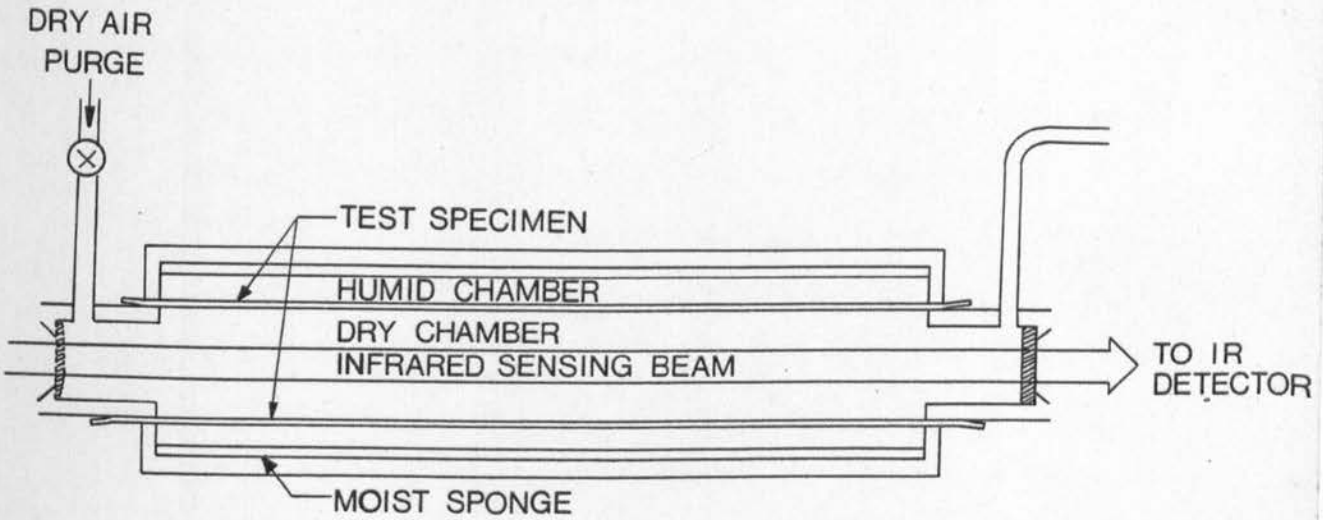 DRY AIR
PURGE
TEST SPECIMEN
HUMID CHAMBER
DRY CHAMBER
INFRARED SENSING BEAM
TO IR
DETECTOR
MOIST SPONGE